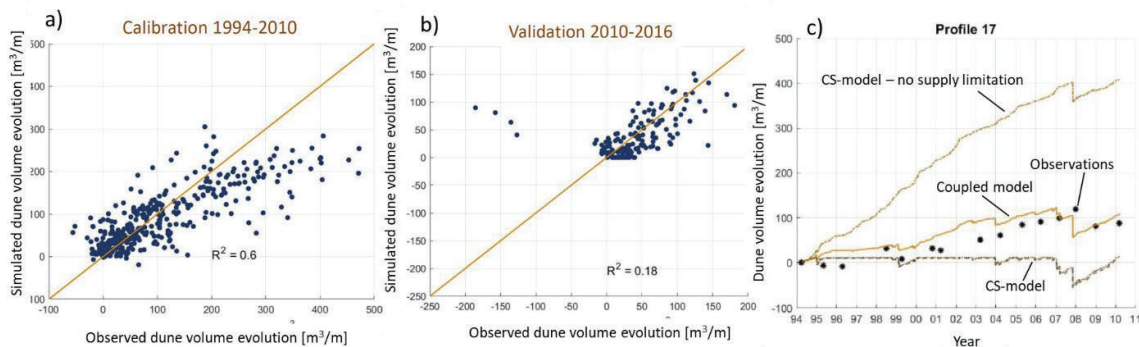 a)
Calibration 1994-2010
Simulated dune volume evolution [m³/m]
500
400
300
200
100
0
100
R² = 0.6
-100 0 100 200 300 400 500
Observed dune volume evolution [m³/m]
b)
Validation 2010-2016
Simulated dune volume evolution [m³/m]
200
150
100
50
0
-50
-100
-150
-200
-250
R² = 0.18
-250 -200 -150 -100 -50 0 50 100 150 200
Observed dune volume evolution [m³/m]
c)
Profile 17
Dune volume evolution [m³/m]
500
400
300
200
100
0
-100
CS-model – no supply limitation
Observations
Coupled model
CS-model
94 95 96 97 98 99 00 01 02 03 04 05 06 07 08 09 10 11
Year